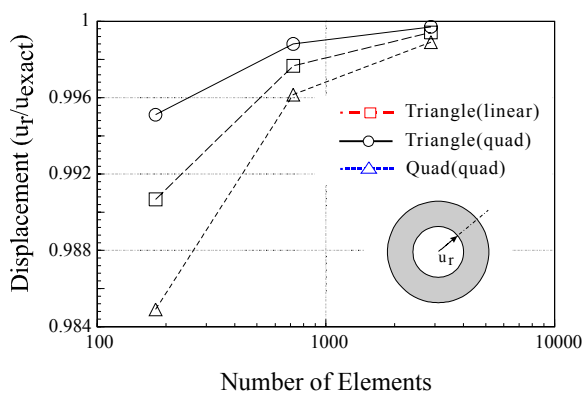 1
0.996
0.992
0.988
0.984
100
1000
10000
Displacement (ur/uexact)
Number of Elements
Triangle(linear)
Triangle(quad)
Quad(quad)
ur